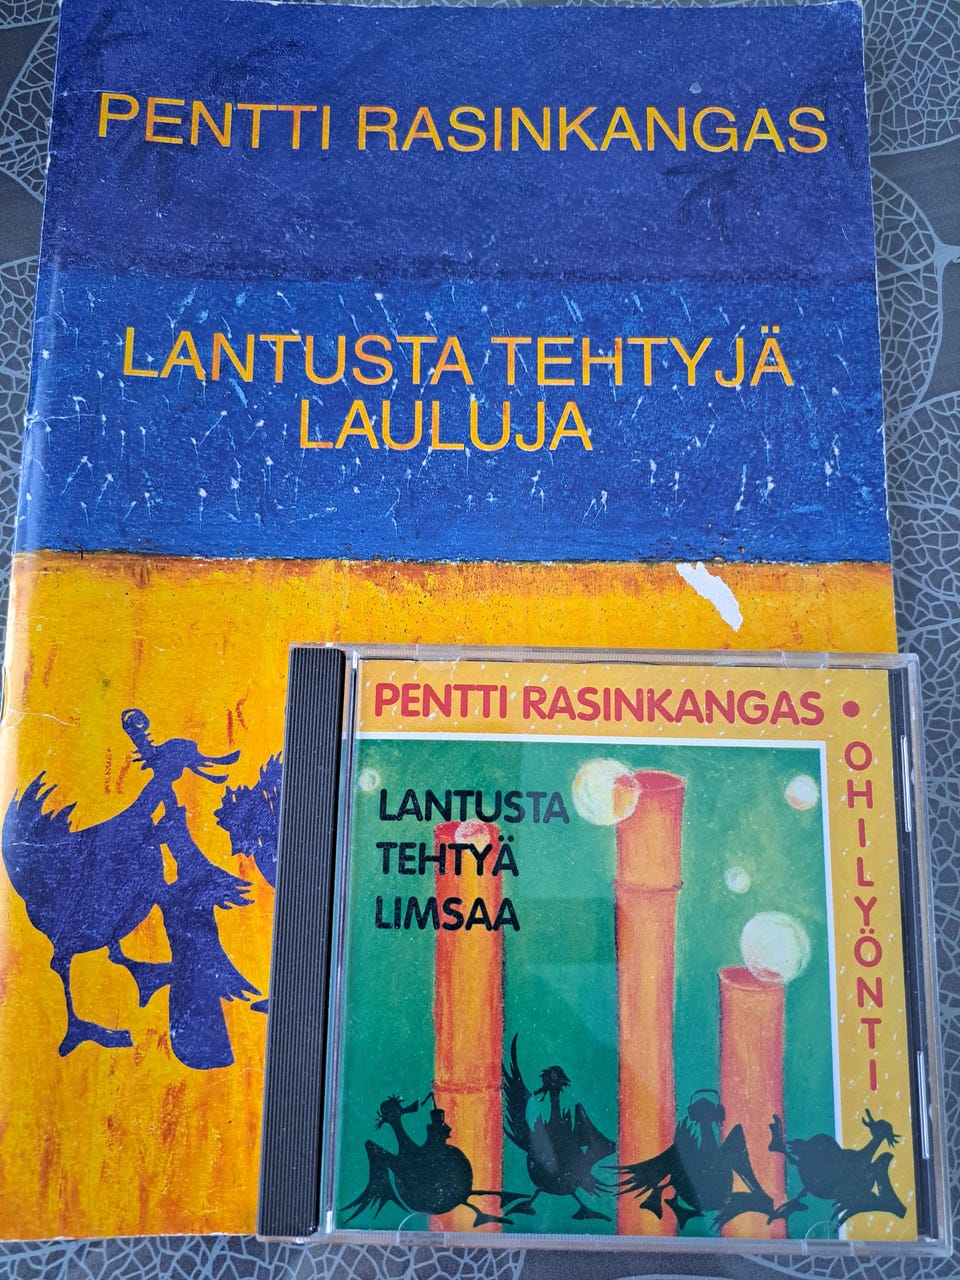 PENTTI RASINKANGAS
LANTUSTA TEHTYJÄ
LAULUJA
PENTTI RASINKANGAS •
OHILYÖNTI
LANTUSTA
TEHTYÄ
LIMSAA